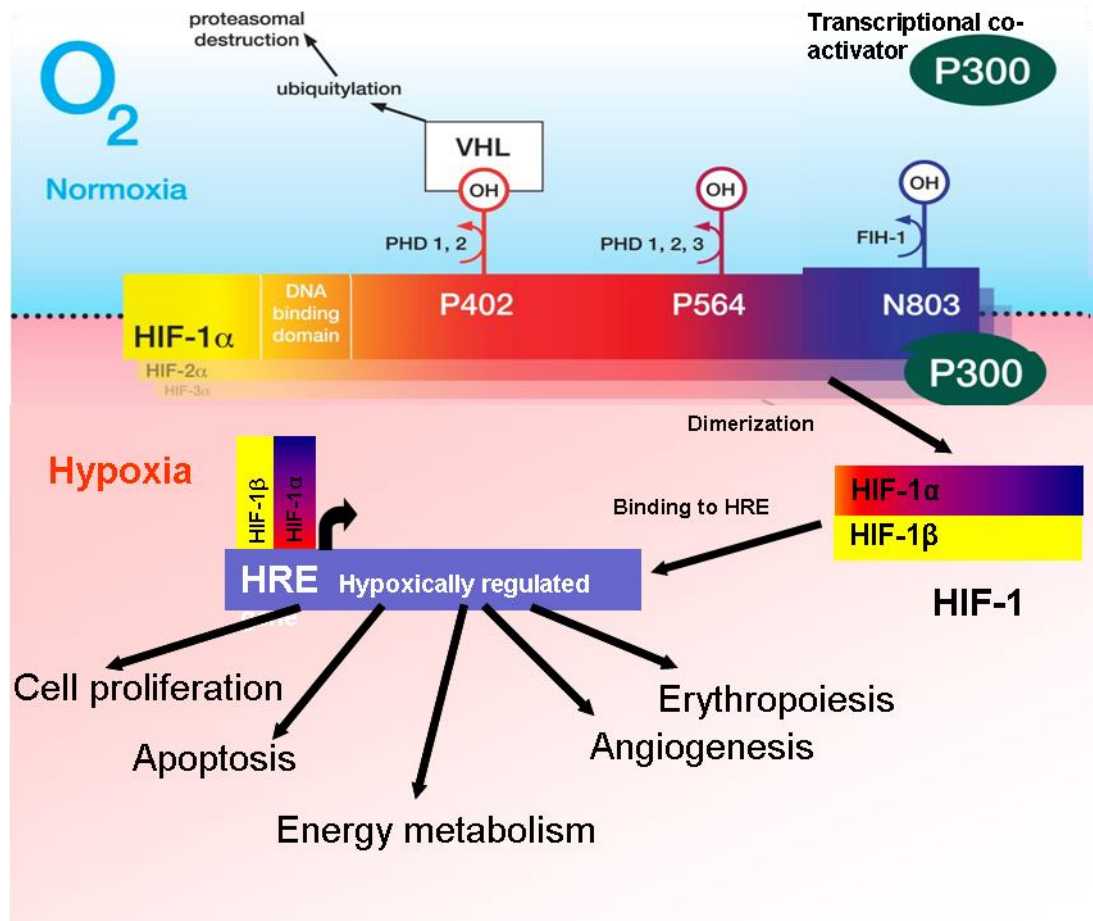 proteasomal
destruction
ubiquitylation
Transcriptional co-
activator
P300
O2
Normoxia
VHL
OH
OH
OH
PHD 1, 2
PHD 1, 2, 3
FIH-1
HIF-1α
DNA
binding
domain
P402
P564
N803
HIF-2α
HIF-3α
P300
Dimerization
Hypoxia
HIF-1β
HIF-1α
Binding to HRE
HIF-1α
HIF-1β
HIF-1
HRE Hypoxically regulated
gene
Cell proliferation
Apoptosis
Energy metabolism
Angiogenesis
Erythropoiesis